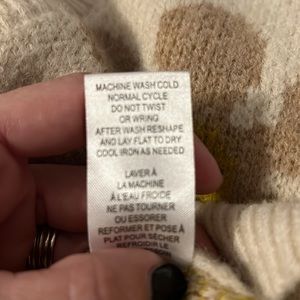 MACHINE WASH COLD
NORMAL CYCLE
DO NOT TWIST
OR WRING
AFTER WASH RESHAPE
AND LAY FLAT TO DRY
COOL IRON AS NEEDED
LAVER À
LA MACHINE
À L'EAU FROIDE
NE PAS TOURNER
OU ESSORER
REFORMER ET POSE À
PLAT POUR SÉCHER
REFROIDIR LE